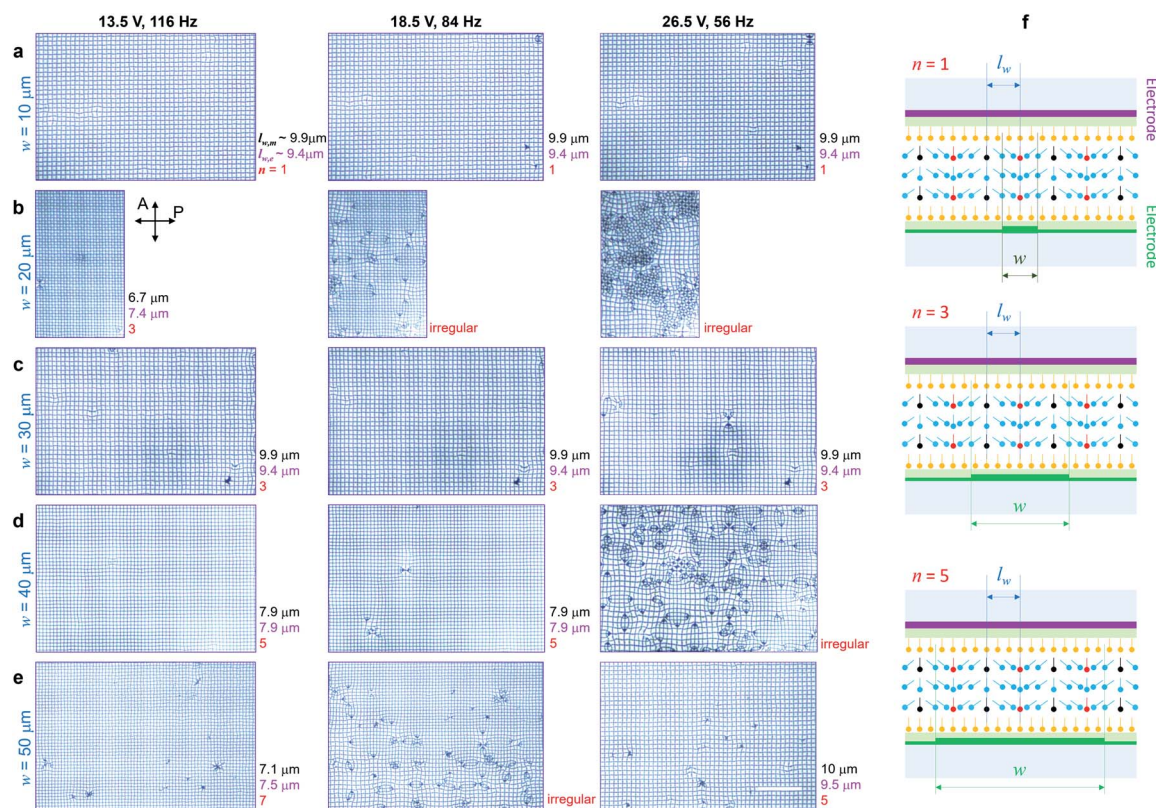 13.5 V, 116 Hz
18.5 V, 84 Hz
26.5 V, 56 Hz
f
a
w = 10 μm
l_{w,m} ~ 9.9μm
l_{w,e} ~ 9.4μm
n = 1
9.9 μm
9.4 μm
1
9.9 μm
9.4 μm
1
b
w = 20 μm
A
P
6.7 μm
7.4 μm
3
irregular
irregular
c
w = 30 μm
9.9 μm
9.4 μm
3
9.9 μm
9.4 μm
3
9.9 μm
9.4 μm
3
d
w = 40 μm
7.9 μm
7.9 μm
5
7.9 μm
7.9 μm
5
irregular
e
w = 50 μm
7.1 μm
7.5 μm
7
irregular
10 μm
9.5 μm
5
n = 1
l_w
Electrode
Electrode
w
n = 3
l_w
w
n = 5
l_w
w